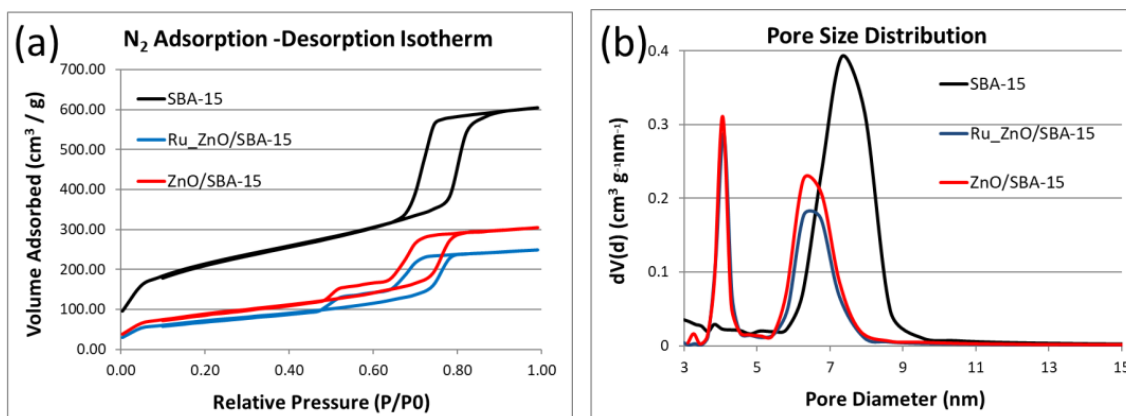 (a)
N₂ Adsorption -Desorption Isotherm
700.00
600.00
500.00
400.00
300.00
200.00
100.00
0.00
Volume Adsorbed (cm³ / g)
SBA-15
Ru_ZnO/SBA-15
ZnO/SBA-15
0.00 0.20 0.40 0.60 0.80 1.00
Relative Pressure (P/P0)
(b)
Pore Size Distribution
0.4
0.3
0.2
0.1
0
dV(d) (cm³ g⁻¹nm⁻¹)
SBA-15
Ru_ZnO/SBA-15
ZnO/SBA-15
3 5 7 9 11 13 15
Pore Diameter (nm)